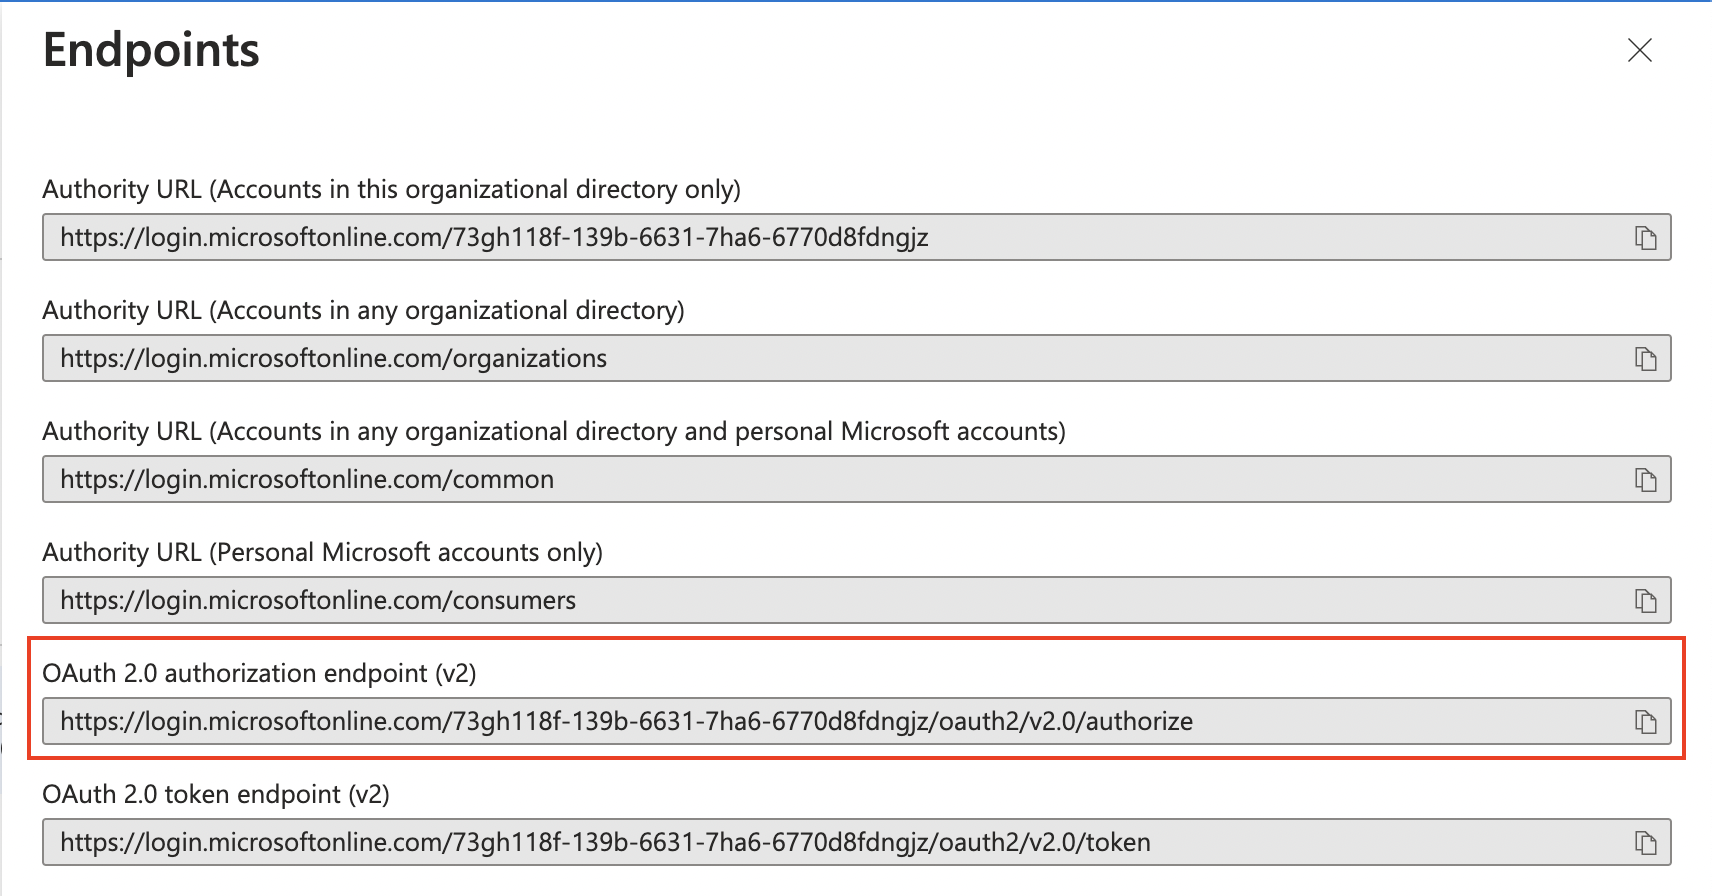 Endpoints
Authority URL (Accounts in this organizational directory only)
https://login.microsoftonline.com/73gh118f-139b-6631-7ha6-6770d8fdngjz
Authority URL (Accounts in any organizational directory)
https://login.microsoftonline.com/organizations
Authority URL (Accounts in any organizational directory and personal Microsoft accounts)
https://login.microsoftonline.com/common
Authority URL (Personal Microsoft accounts only)
https://login.microsoftonline.com/consumers
OAuth 2.0 authorization endpoint (v2)
https://login.microsoftonline.com/73gh118f-139b-6631-7ha6-6770d8fdngjz/oauth2/v2.0/authorize
OAuth 2.0 token endpoint (v2)
https://login.microsoftonline.com/73gh118f-139b-6631-7ha6-6770d8fdngjz/oauth2/v2.0/token